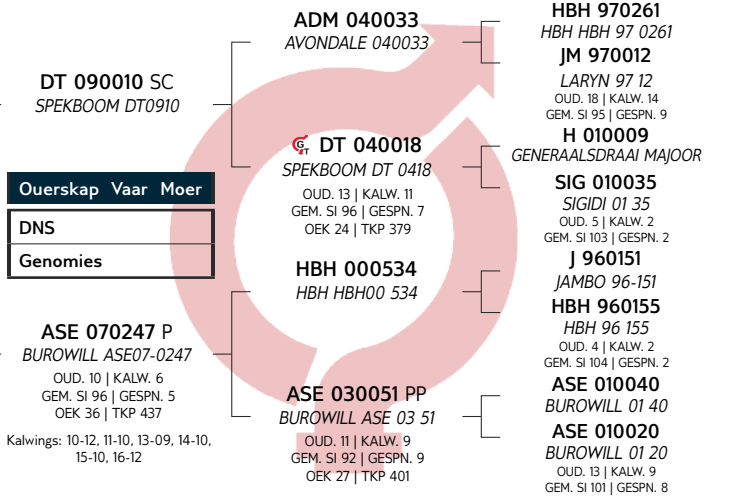 DT 090010 SC
SPEKBOOM DT0910
Ouerskap Vaar Moer
DNS
Genomies
ASE 070247 P
BUROWILL ASE07-0247
OUD. 10 | KALW. 6
GEM. SI 96 | GESPN. 5
OEK 36 | TKP 437
Kalwings: 10-12, 11-10, 13-09, 14-10,
15-10, 16-12
ADM 040033
AVONDALE 040033
GT DT 040018
SPEKBOOM DT 0418
OUD. 13 | KALW. 11
GEM. SI 96 | GESPN. 7
OEK 24 | TKP 379
HBH 000534
HBH HBH00 534
ASE 030051 PP
BUROWILL ASE 03 51
OUD. 11 | KALW. 9
GEM. SI 92 | GESPN. 9
OEK 27 | TKP 401
HBH 970261
HBH HBH 97 0261
JM 970012
LARYN 97 12
OUD. 18 | KALW. 14
GEM. SI 95 | GESPN. 9
H 010009
GENERAALSDRAAI MAJOOR
SIG 010035
SIGIDI 01 35
OUD. 5 | KALW. 2
GEM. SI 103 | GESPN. 2
J 960151
JAMBO 96-151
HBH 960155
HBH 96 155
OUD. 4 | KALW. 2
GEM. SI 104 | GESPN. 2
ASE 010040
BUROWILL 01 40
ASE 010020
BUROWILL 01 20
OUD. 13 | KALW. 9
GEM. SI 101 | GESPN. 8